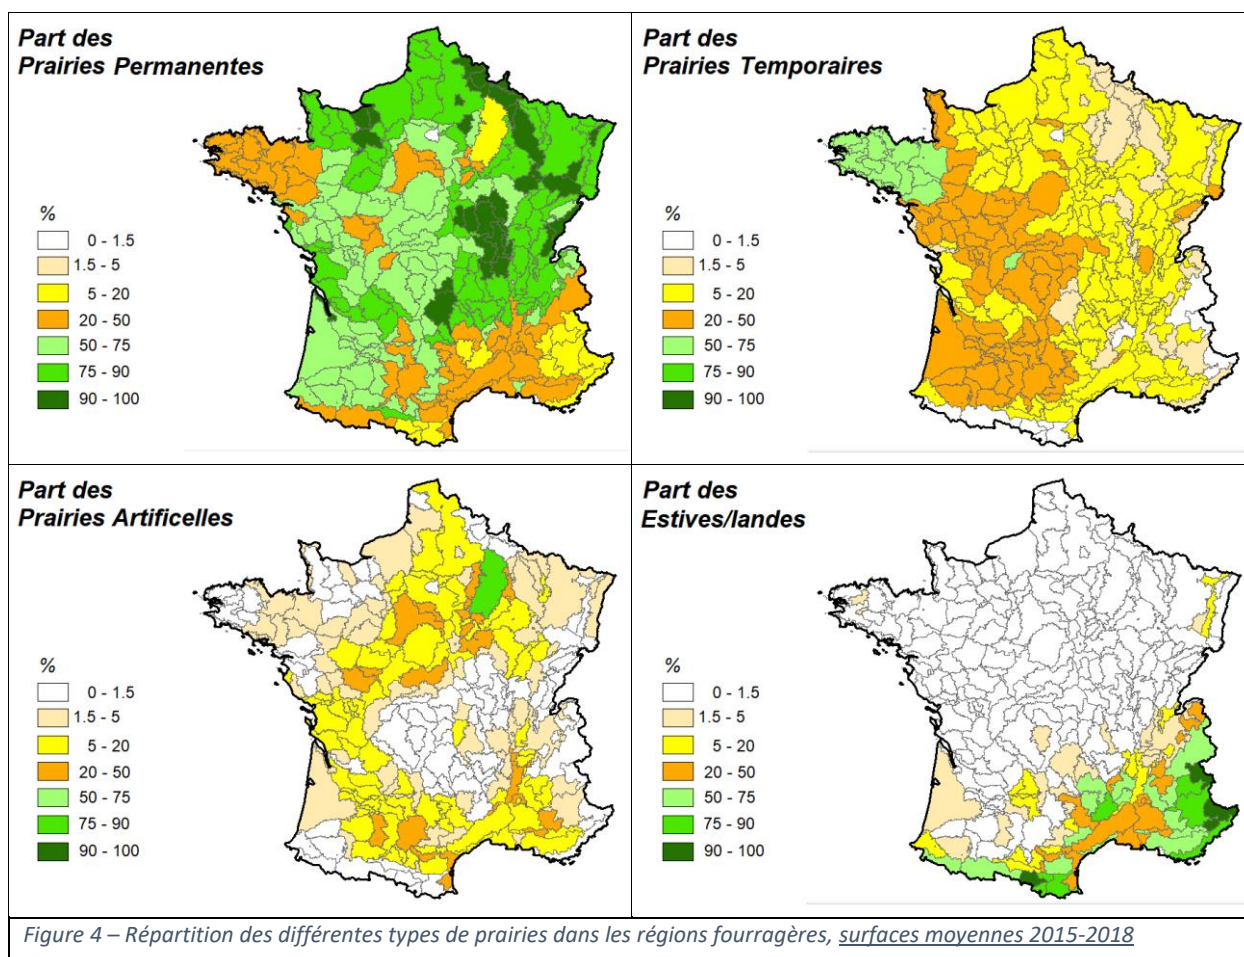 Part des
Prairies Permanentes
%
0 - 1.5
1.5 - 5
5 - 20
20 - 50
50 - 75
75 - 90
90 - 100
Part des
Prairies Temporaires
%
0 - 1.5
1.5 - 5
5 - 20
20 - 50
50 - 75
75 - 90
90 - 100
Part des
Prairies Artificelles
%
0 - 1.5
1.5 - 5
5 - 20
20 - 50
50 - 75
75 - 90
90 - 100
Part des
Estives/landes
%
0 - 1.5
1.5 - 5
5 - 20
20 - 50
50 - 75
75 - 90
90 - 100
Figure 4 – Répartition des différentes types de prairies dans les régions fourragères, surfaces moyennes 2015-2018